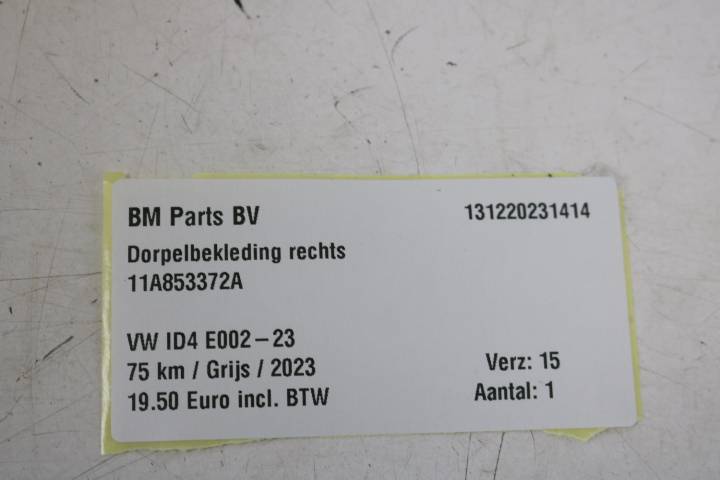 BM Parts BV 131220231414
Dorpelbekleding rechts
11A853372A
VW ID4 E002-23
75 km / Grijs / 2023 Verz: 15
19.50 Euro incl. BTW Aantal: 1